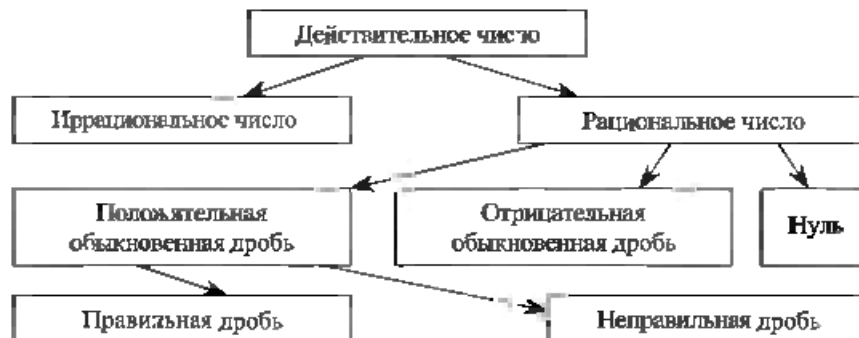 Действительное число
Иррациональное число
Рациональное число
Положительная
обыкновенная дробь
Отрицательная
обыкновенная дробь
Нуль
Правильная дробь
Неправильная дробь